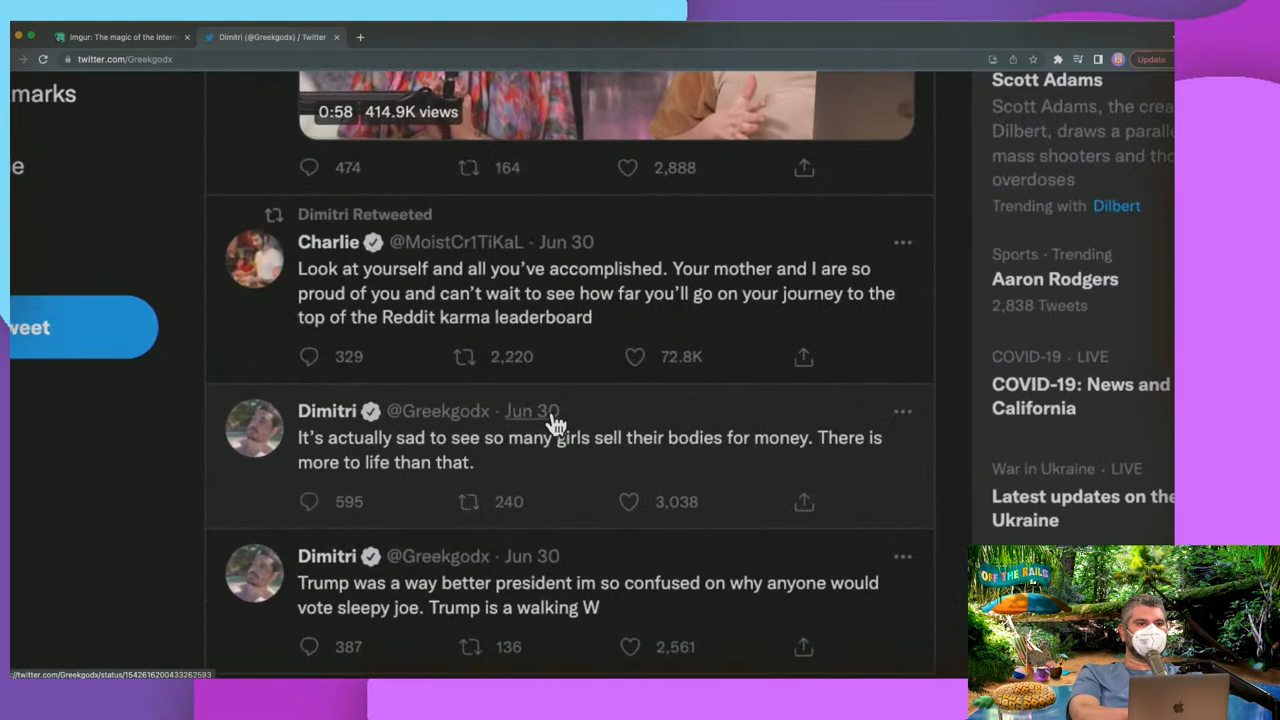 Imgur: The magic of the Intern
Dimitri (@Greekgodx) / Twitter
twitter.com/Greekgodx
Update
marks
e
weet
0:58 414.9K views
474 164 2,888
Dimitri Retweeted
Charlie @MoistCr1TiKaL · Jun 30
Look at yourself and all you've accomplished. Your mother and I are so
proud of you and can't wait to see how far you'll go on your journey to the
top of the Reddit karma leaderboard
329 2,220 72.8K
Dimitri @Greekgodx · Jun 30
It's actually sad to see so many girls sell their bodies for money. There is
more to life than that.
595 240 3,038
Dimitri @Greekgodx · Jun 30
Trump was a way better president im so confused on why anyone would
vote sleepy joe. Trump is a walking W
387 136 2,561
Scott Adams
Scott Adams, the crea
Dilbert, draws a paralle
mass shooters and tho
overdoses
Trending with Dilbert
Sports · Trending
Aaron Rodgers
2,838 Tweets
COVID-19 · LIVE
COVID-19: News and
California
War in Ukraine · LIVE
Latest updates on the
Ukraine
OFF THE RAILS
://twitter.com/Greekgodx/status/1542616200433262593